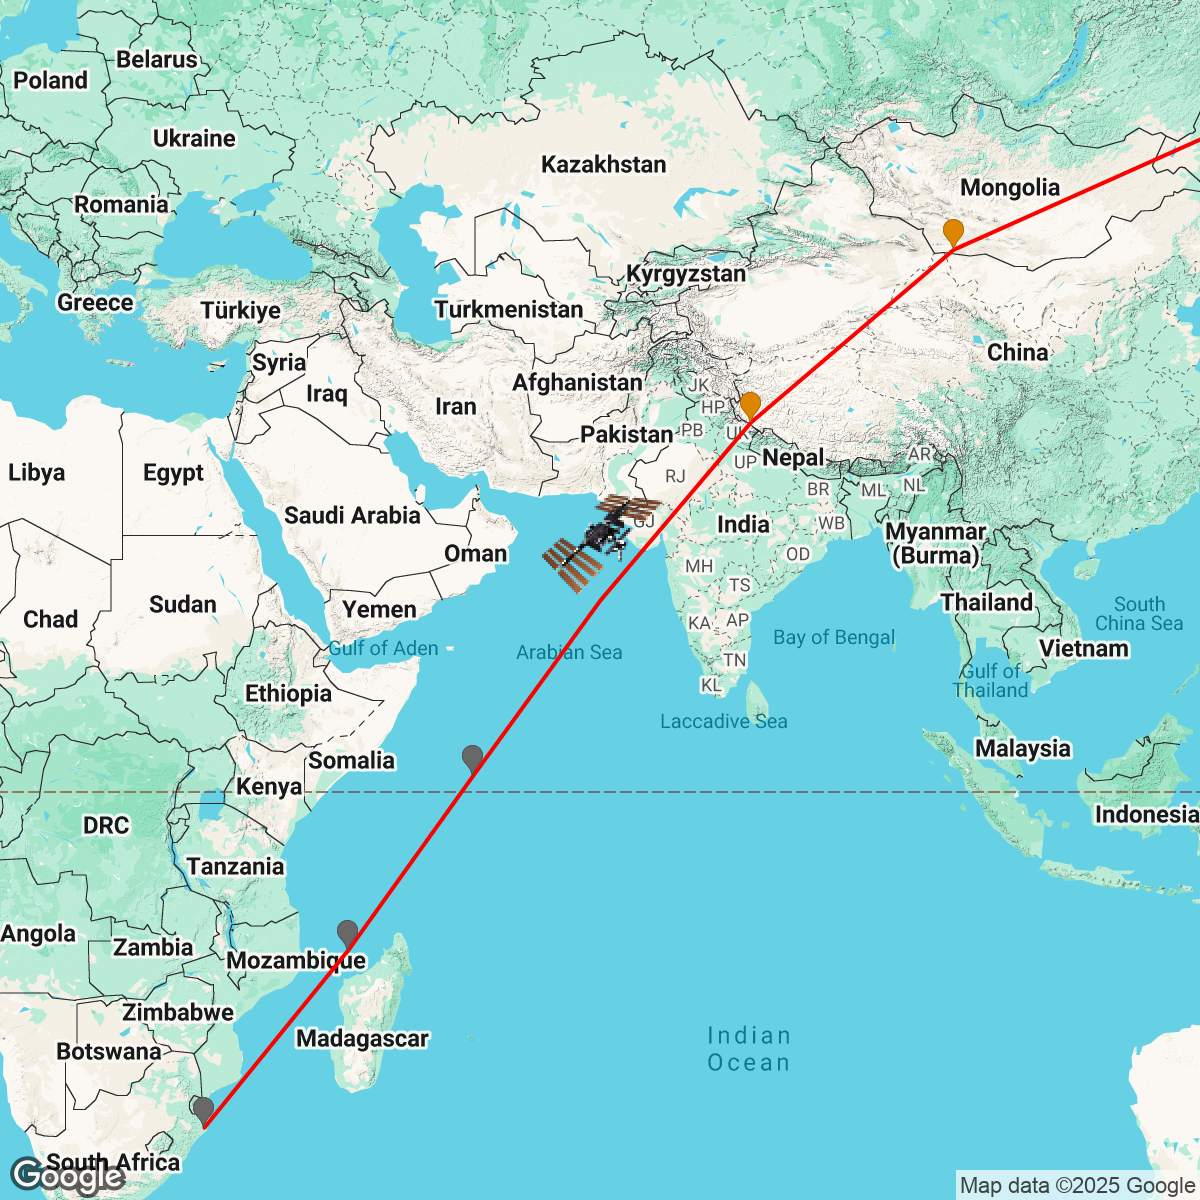 Belarus
Poland
Ukraine
Kazakhstan
Mongolia
Romania
Kyrgyzstan
Greece
Türkiye
Turkmenistan
China
Syria
Afghanistan
JK
Iraq
Iran
HP
Pakistan
PB
UK
Nepal
UP
AR
Libya
Egypt
RJ
NL
BR
ML
Saudi Arabia
GJ
India
WB
Myanmar
(Burma)
Oman
OD
MH
TS
Thailand
Chad
Sudan
Yemen
KA
AP
South
China Sea
Gulf of Aden
Arabian Sea
Bay of Bengal
Vietnam
TN
Gulf of
Thailand
KL
Ethiopia
Laccadive Sea
Malaysia
Somalia
Kenya
DRC
Indonesia
Tanzania
Angola
Zambia
Mozambique
Zimbabwe
Madagascar
Indian
Ocean
Botswana
South Africa
Google
Map data ©2025 Google